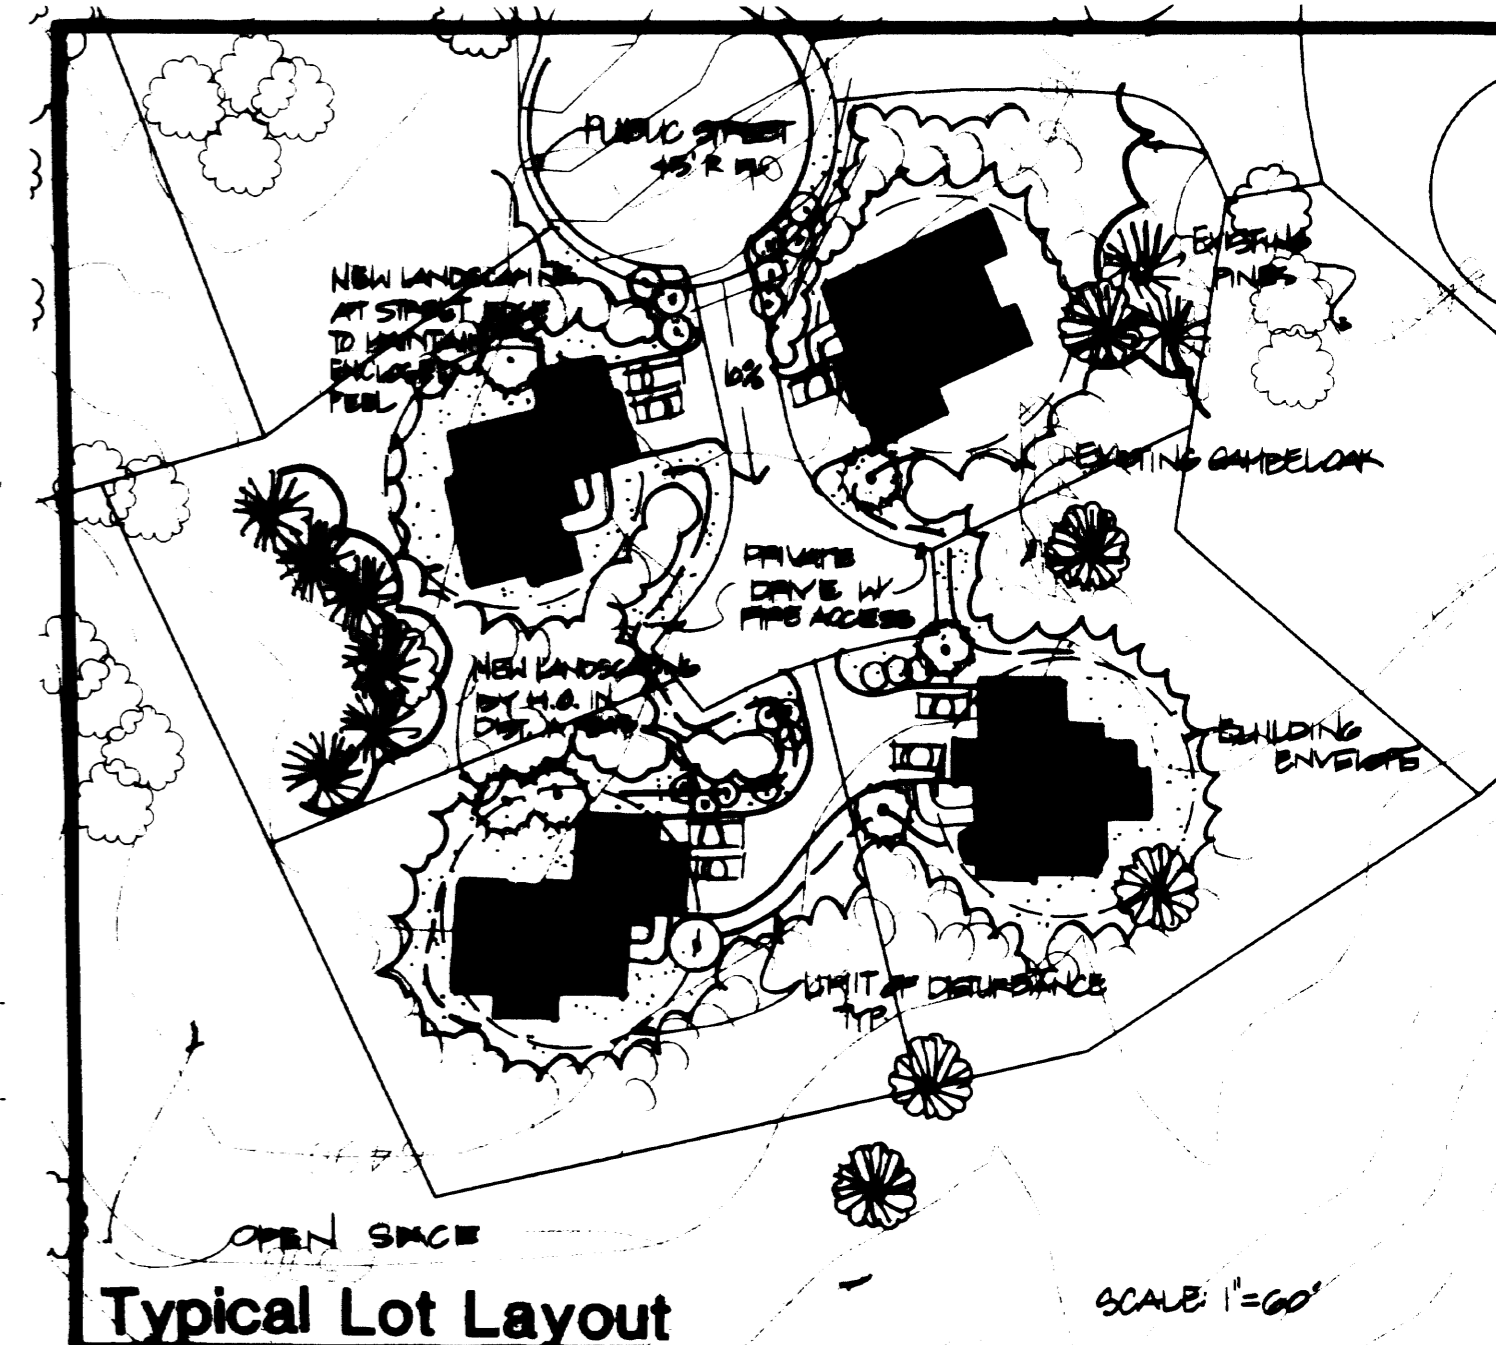 PUBLIC STREET
45' R
NEW LANDSCAPING
AT STREET EDGE
TO MAINTAIN
ENCLOSED
FEEL
EXISTING
PINES
6%
EXISTING GAMBEL OAK
PRIVATE
DRIVE W/
FIRE ACCESS
NEW LANDSCAPING
BY H.O. IN
DIST.
BUILDING
ENVELOPE
LIMIT OF DISTURBANCE
TYP.
OPEN SPACE
Typical Lot Layout
SCALE: 1"=60'